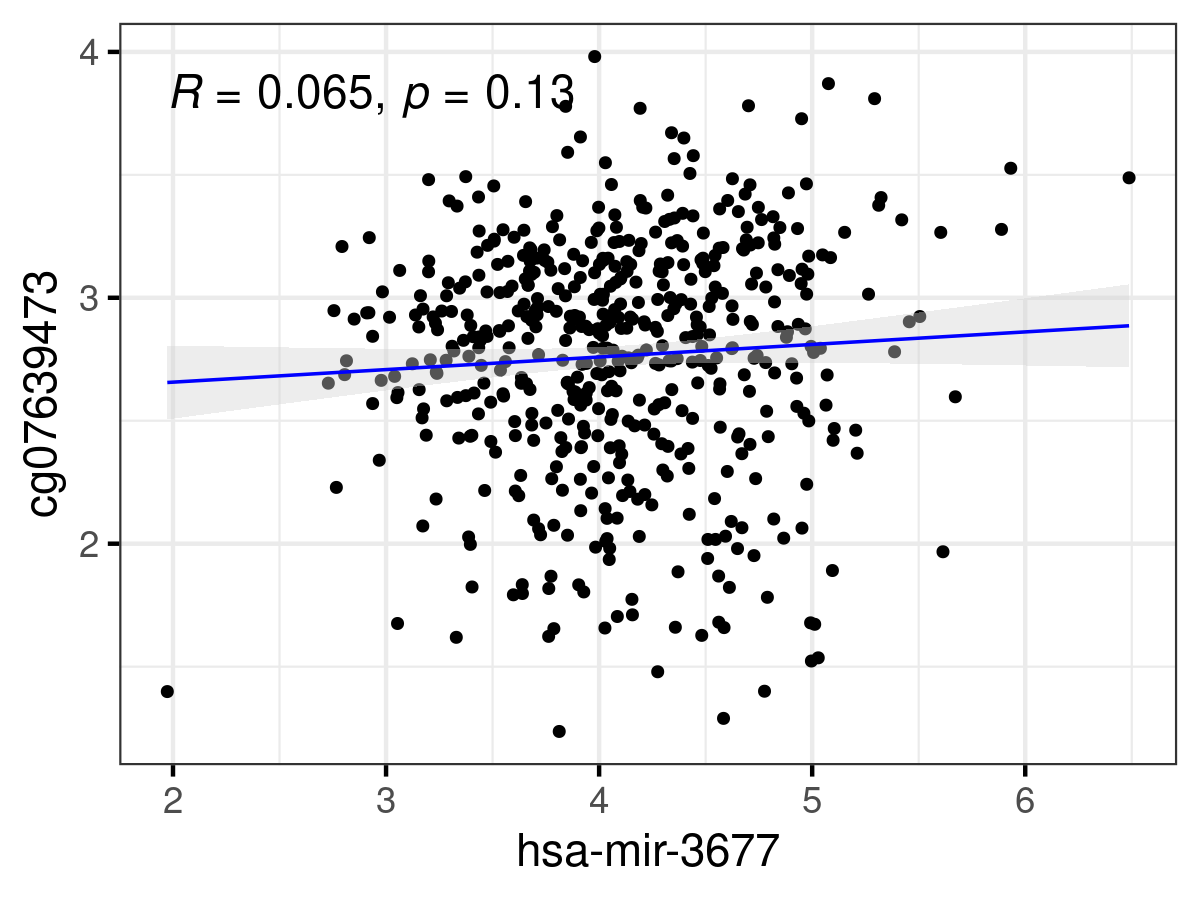 4
R = 0.065, p = 0.13
3
2
cg07639473
2 3 4 5 6
hsa-mir-3677